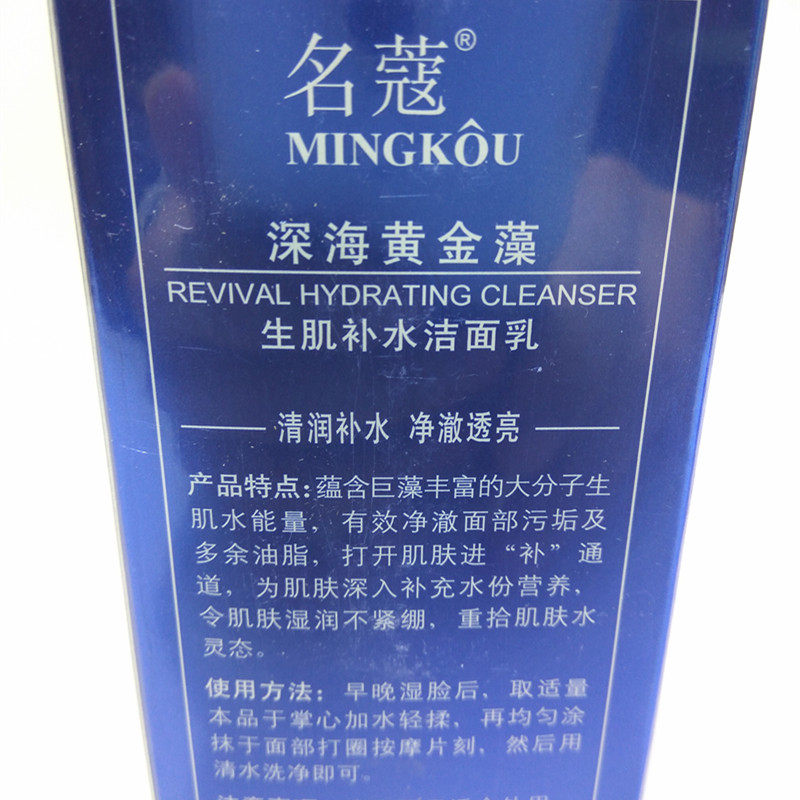 名蔻®
MINGKÔU
深海黄金藻
REVIVAL HYDRATING CLEANSER
生肌补水洁面乳
清润补水 净澈透亮
产品特点:蕴含巨藻丰富的大分子生
肌水能量，有效净澈面部污垢及
多余油脂，打开肌肤进“补”通
道，为肌肤深入补充水份营养，
令肌肤湿润不紧绷，重拾肌肤水
灵态。
使用方法：早晚湿脸后，取适量
本品于掌心加水轻揉，再均匀涂
抹于面部打圈按摩片刻，然后用
清水洗净即可。